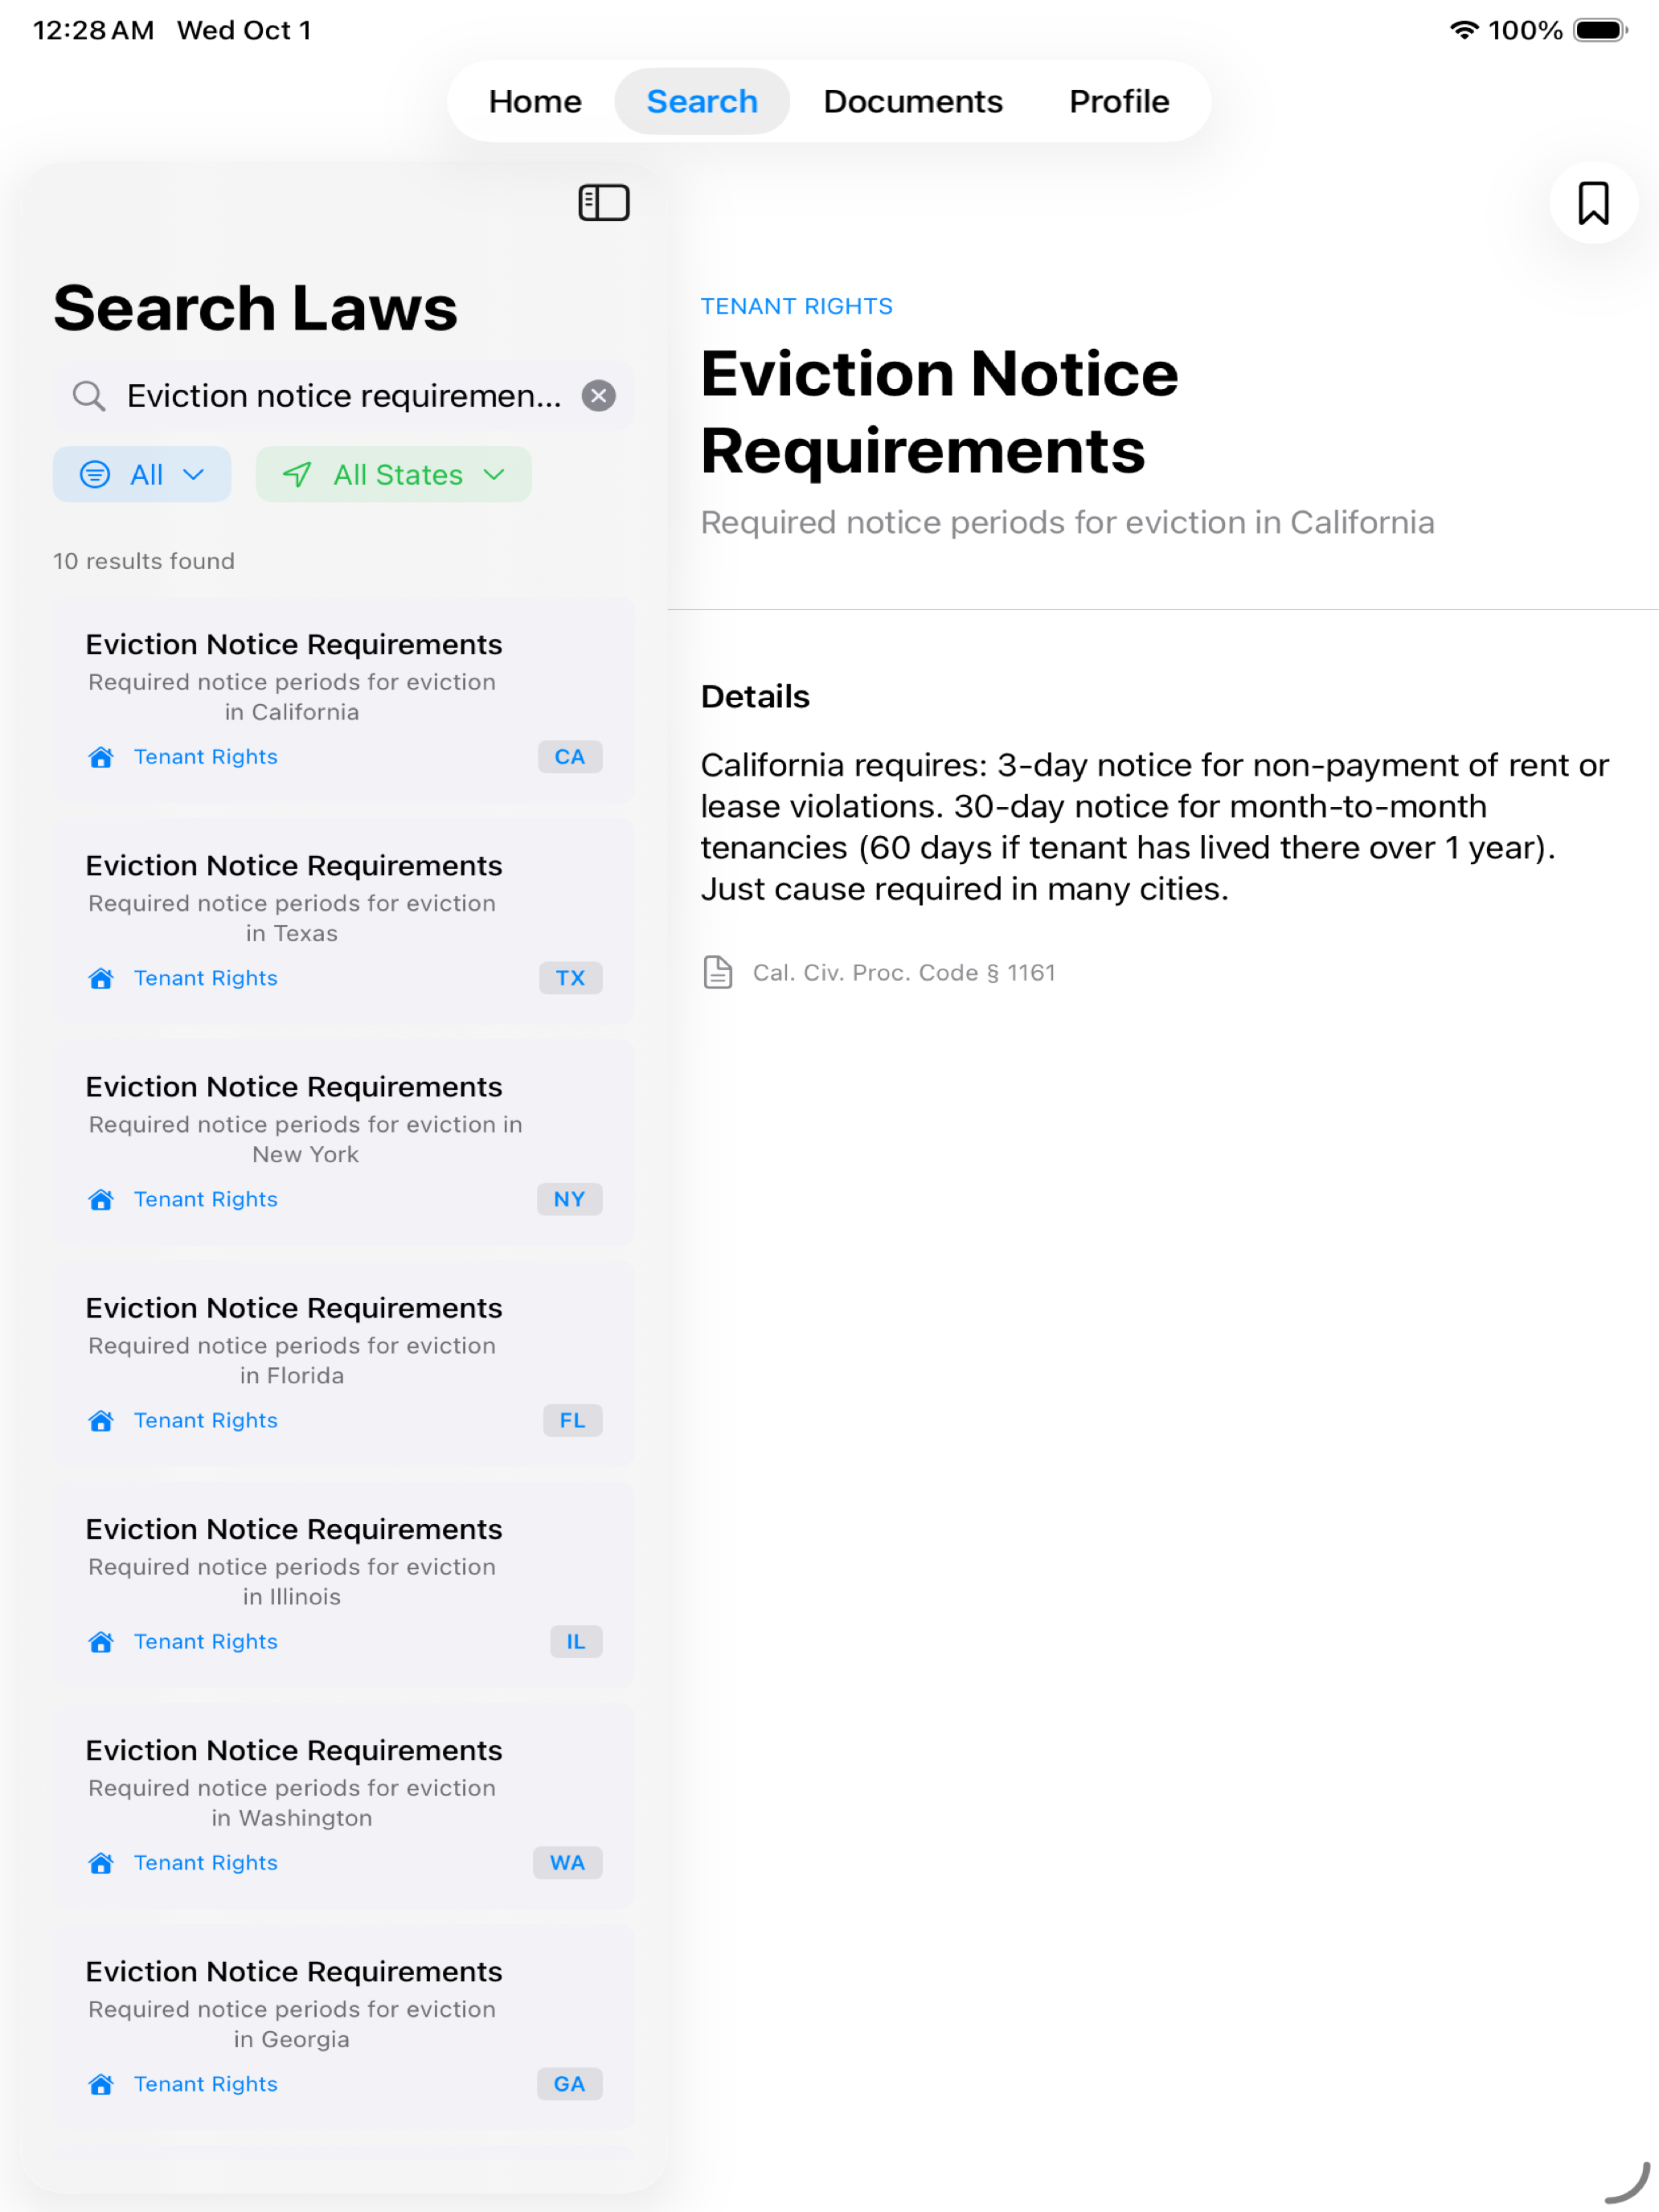 12:28 AM Wed Oct 1
100%
Home Search Documents Profile
Search Laws
Eviction notice requiremen...
All All States
10 results found
Eviction Notice Requirements
Required notice periods for eviction
in California
Tenant Rights CA
Eviction Notice Requirements
Required notice periods for eviction
in Texas
Tenant Rights TX
Eviction Notice Requirements
Required notice periods for eviction in
New York
Tenant Rights NY
Eviction Notice Requirements
Required notice periods for eviction
in Florida
Tenant Rights FL
Eviction Notice Requirements
Required notice periods for eviction
in Illinois
Tenant Rights IL
Eviction Notice Requirements
Required notice periods for eviction
in Washington
Tenant Rights WA
Eviction Notice Requirements
Required notice periods for eviction
in Georgia
Tenant Rights GA
TENANT RIGHTS
Eviction Notice
Requirements
Required notice periods for eviction in California
Details
California requires: 3-day notice for non-payment of rent or
lease violations. 30-day notice for month-to-month
tenancies (60 days if tenant has lived there over 1 year).
Just cause required in many cities.
Cal. Civ. Proc. Code § 1161